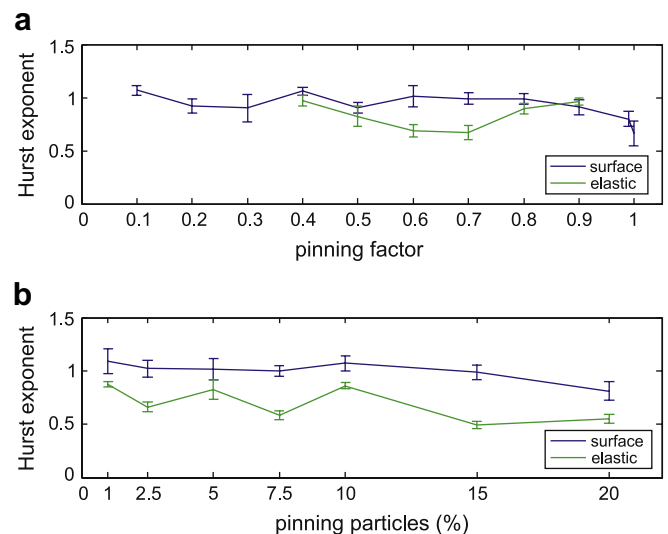 a
1.5
1
0.5
0
Hurst exponent
0 0.1 0.2 0.3 0.4 0.5 0.6 0.7 0.8 0.9 1
pinning factor
surface
elastic
b
1.5
1
0.5
0
Hurst exponent
0 1 2.5 5 7.5 10 15 20
pinning particles (%)
surface
elastic